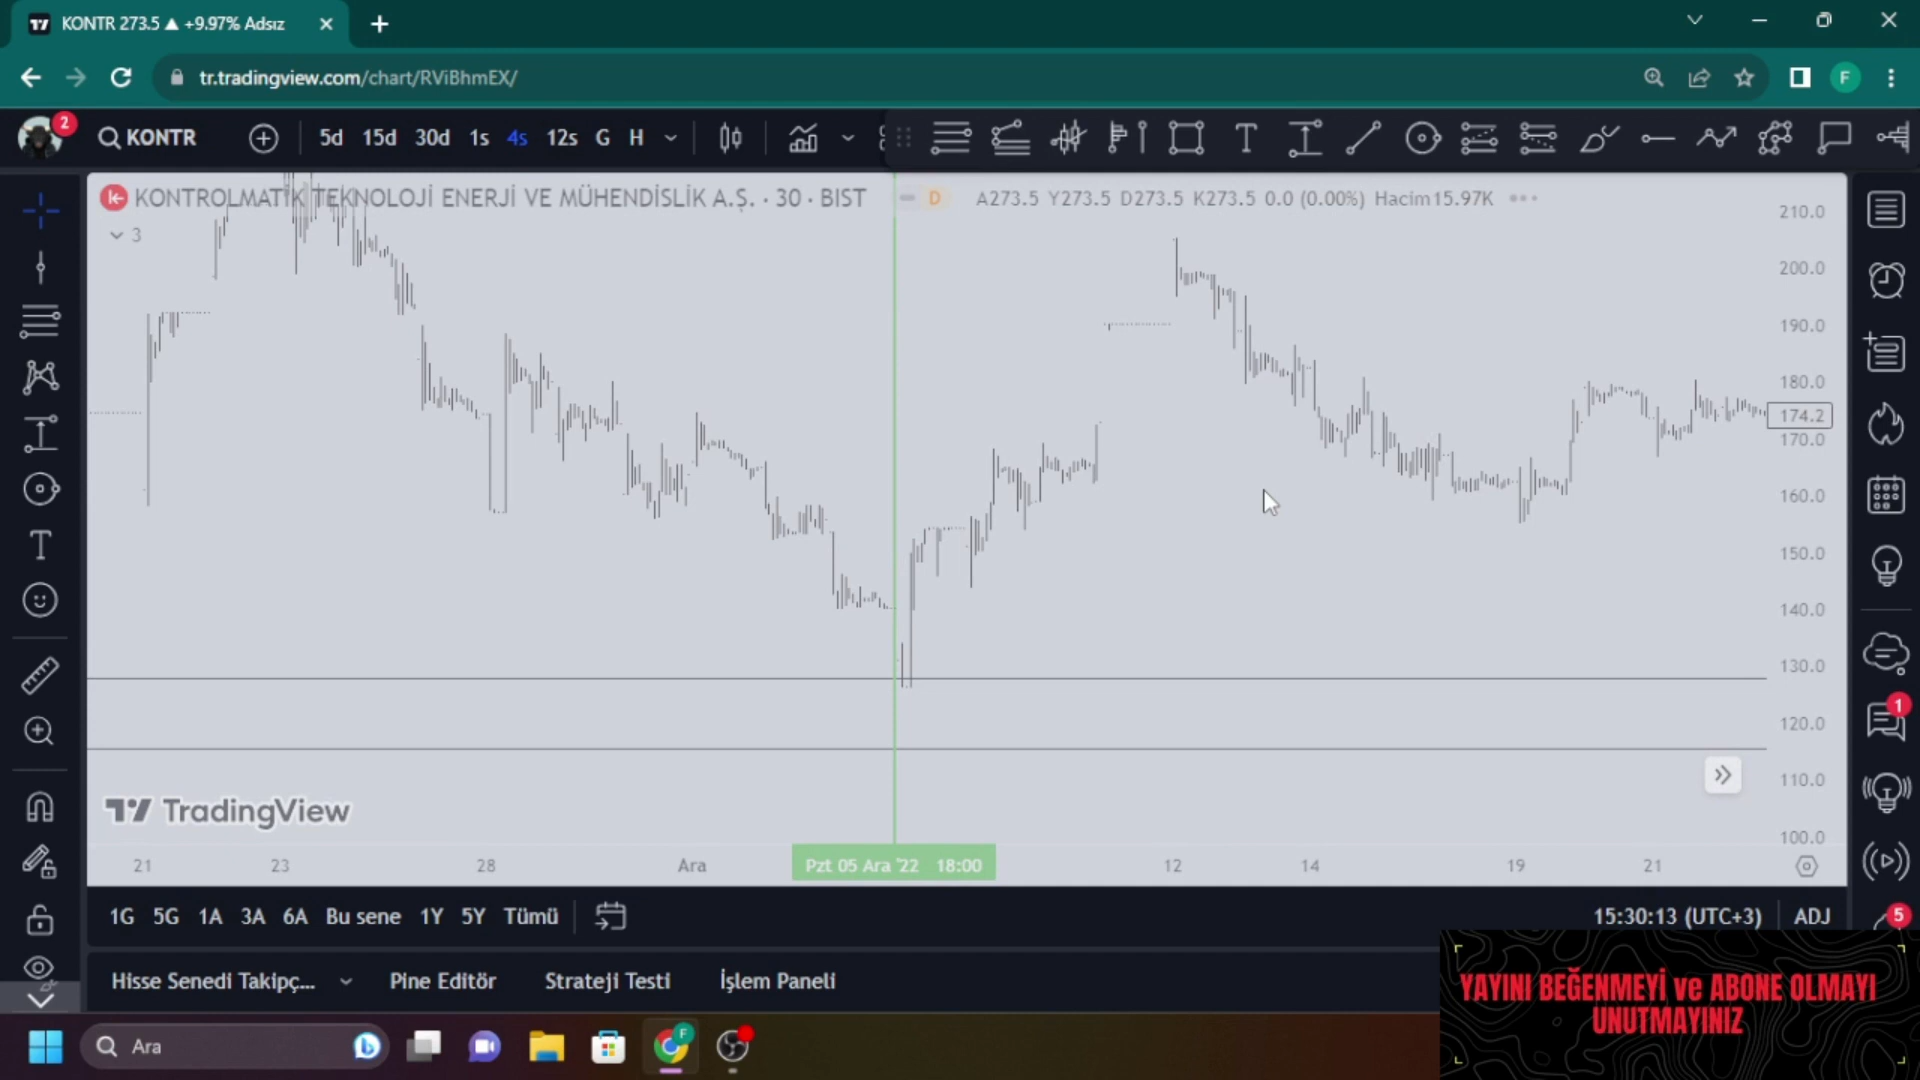 KONTR 273.5 ▲ +9.97% Adsız
tr.tradingview.com/chart/RViBhmEX/
F
2
KONTR
5d 15d 30d 1s 4s 12s G H
KONTROLMATİK TEKNOLOJİ ENERJİ VE MÜHENDİSLİK A.Ş. · 30 · BIST
D
A273.5 Y273.5 D273.5 K273.5 0.0 (0.00%) Hacim15.97K
3
210.0
200.0
190.0
180.0
174.2
170.0
160.0
150.0
140.0
130.0
120.0
110.0
100.0
1
TradingView
21 23 28 Ara Pzt 05 Ara '22 18:00 12 14 19 21
1G 5G 1A 3A 6A Bu sene 1Y 5Y Tümü
15:30:13 (UTC+3) ADJ
5
Hisse Senedi Takipç... Pine Editör Strateji Testi İşlem Paneli
YAYINI BEĞENMEYİ ve ABONE OLMAYI
UNUTMAYINIZ
Ara
F